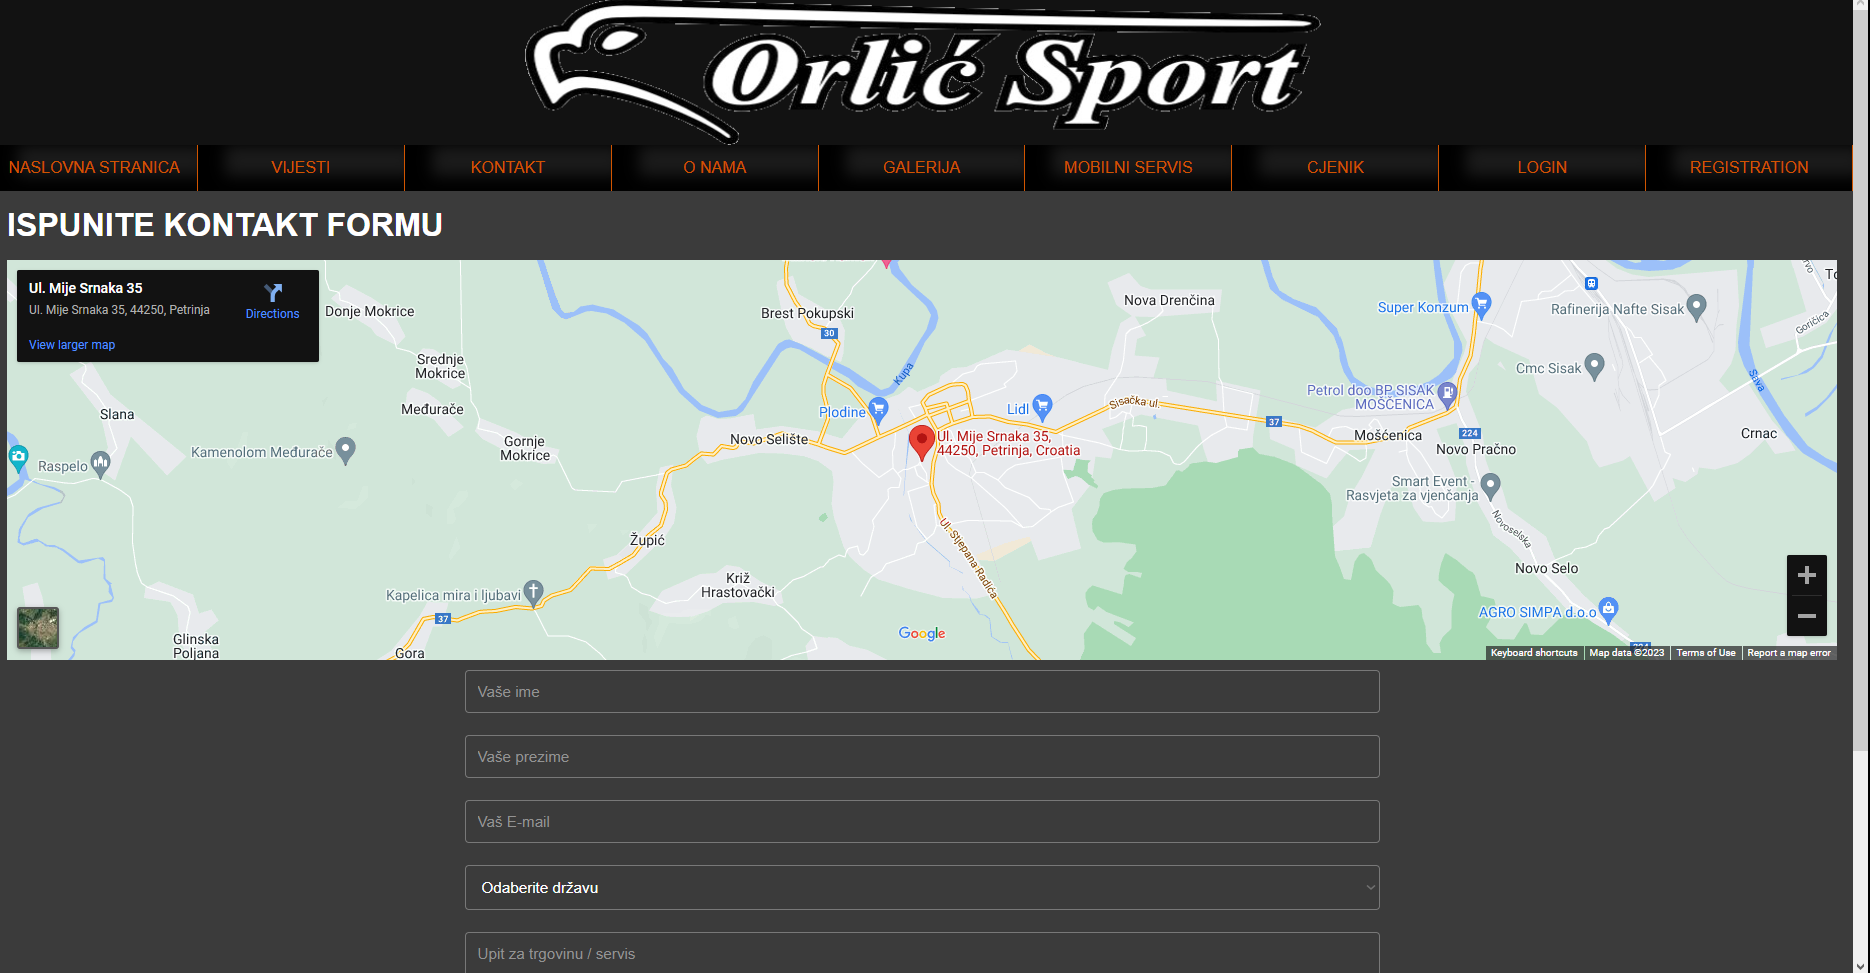 Orlić Sport
NASLOVNA STRANICA
VIJESTI
KONTAKT
O NAMA
GALERIJA
MOBILNI SERVIS
CJENIK
LOGIN
REGISTRATION
ISPUNITE KONTAKT FORMU
Ul. Mije Srnaka 35
Ul. Mije Srnaka 35, 44250, Petrinja
Directions
View larger map
Donje Mokrice
Brest Pokupski
30
Nova Drenčina
Super Konzum
Rafinerija Nafte Sisak
Goričica
Srednje
Mokrice
Kupa
Cmc Sisak
Sava
Petrol doo BP SISAK
MOŠČENICA
Slana
Međurače
Plodine
Lidl
Sisačka ul.
37
224
Mošćenica
Crnac
Novo Pračno
Gornje
Mokrice
Novo Selište
Ul. Mije Srnaka 35,
44250, Petrinja, Croatia
Kamenolom Međurače
Raspelo
Smart Event -
Rasvjeta za vjenčanja
Novoselska
Župić
Ul. Stjepana Radića
Novo Selo
Križ
Hrastovački
Kapelica mira i ljubavi
37
AGRO SIMPA d.o.o
Glinska
Poljana
Gora
Google
Keyboard shortcuts
Map data ©2023
Terms of Use
Report a map error
Vaše ime
Vaše prezime
Vaš E-mail
Odaberite državu
Upit za trgovinu / servis